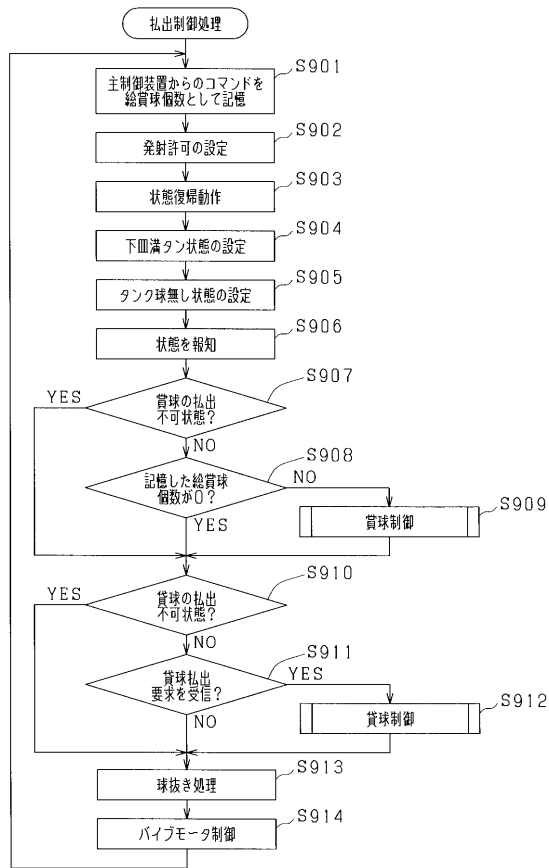 払出制御処理
S901
主制御装置からのコマンドを
総賞球個数として記憶
S902
発射許可の設定
S903
状態復帰動作
S904
下皿満タン状態の設定
S905
タンク球無し状態の設定
S906
状態を報知
S907
YES
賞球の払出
不可状態?
NO
S908
記憶した総賞球
個数が0?
NO
YES
賞球制御
S909
S910
YES
貸球の払出
不可状態?
NO
S911
貸球払出
要求を受信?
YES
NO
貸球制御
S912
S913
球抜き処理
S914
バイブモータ制御